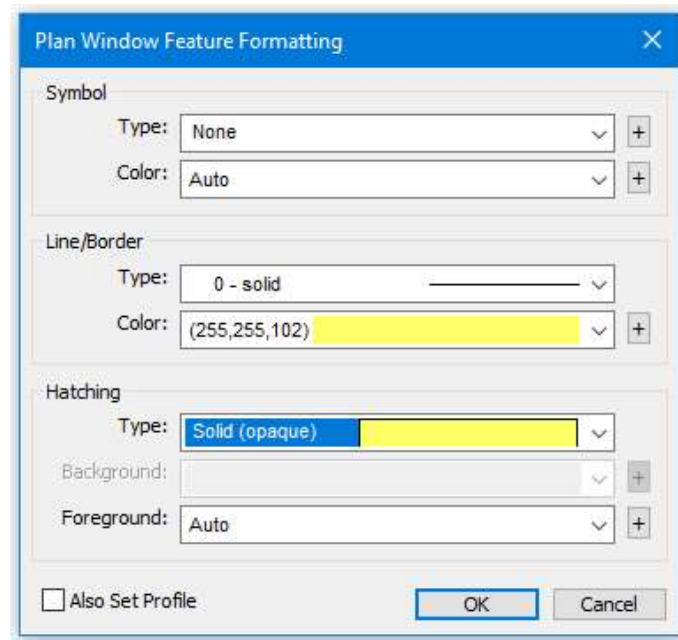 Plan Window Feature Formatting
Symbol
Type: None +
Color: Auto +
Line/Border
Type: 0 - solid
Color: (255,255,102) +
Hatching
Type: Solid (opaque)
Background: +
Foreground: Auto +
Also Set Profile OK Cancel